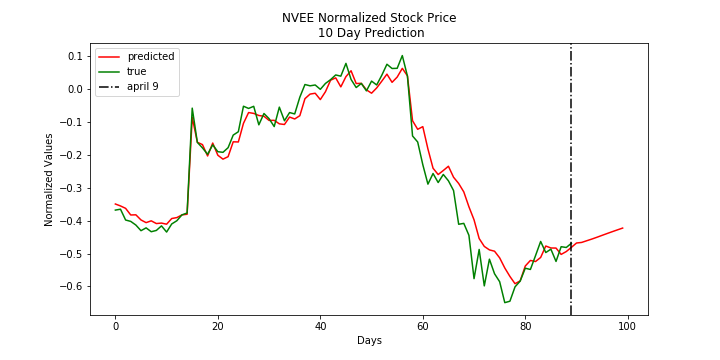 NVEE Normalized Stock Price
10 Day Prediction
predicted
true
april 9
Normalized Values
0.1
0.0
−0.1
−0.2
−0.3
−0.4
−0.5
−0.6
0 20 40 60 80 100
Days